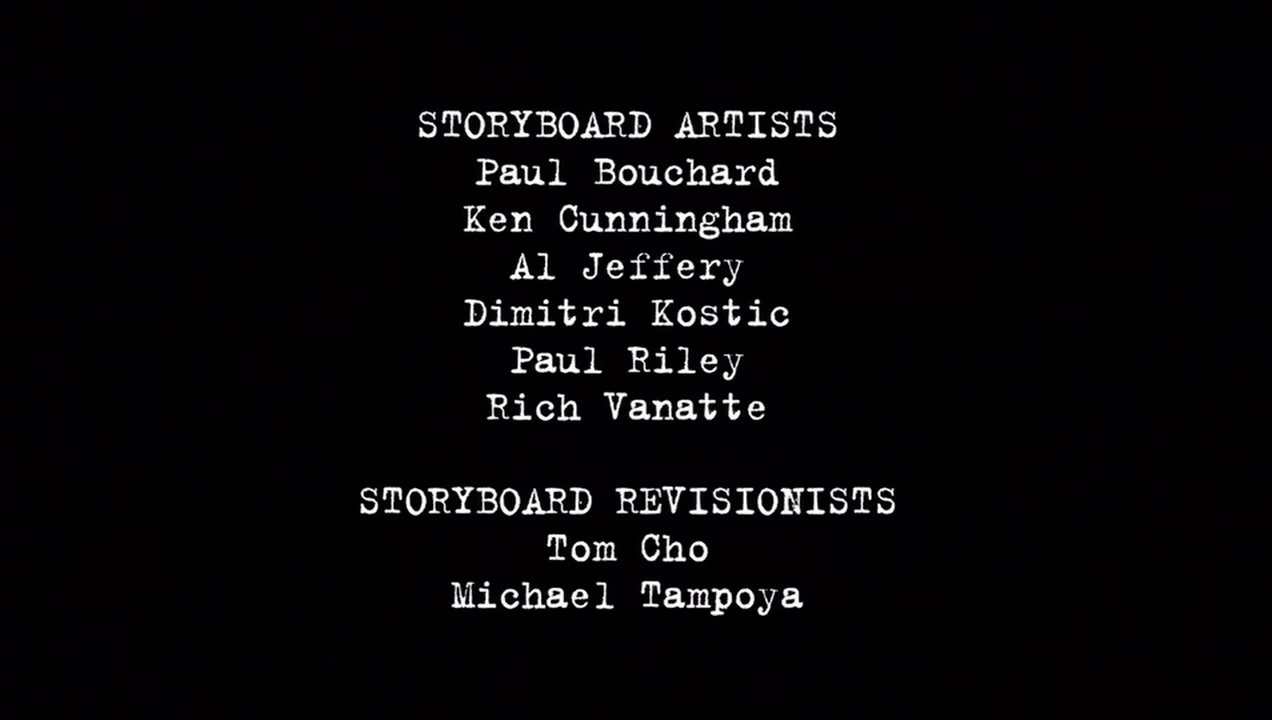 STORYBOARD ARTISTS
Paul Bouchard
Ken Cunningham
Al Jeffery
Dimitri Kostic
Paul Riley
Rich Vanatte
STORYBOARD REVISIONISTS
Tom Cho
Michael Tampoya